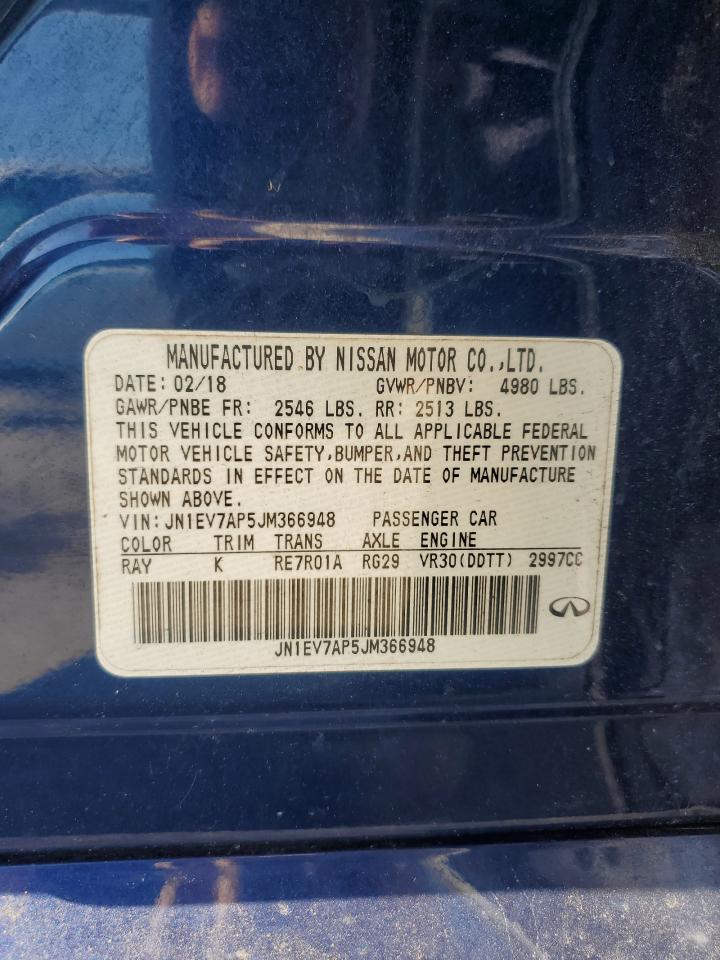 MANUFACTURED BY NISSAN MOTOR CO.,LTD.
DATE: 02/18 GVWR/PNBV: 4980 LBS.
GAWR/PNBE FR: 2546 LBS. RR: 2513 LBS.
THIS VEHICLE CONFORMS TO ALL APPLICABLE FEDERAL
MOTOR VEHICLE SAFETY,BUMPER,AND THEFT PREVENTION
STANDARDS IN EFFECT ON THE DATE OF MANUFACTURE
SHOWN ABOVE.
VIN: JN1EV7AP5JM366948 PASSENGER CAR
COLOR TRIM TRANS AXLE ENGINE
RAY K RE7R01A RG29 VR30(DDTT) 2997CC
JN1EV7AP5JM366948